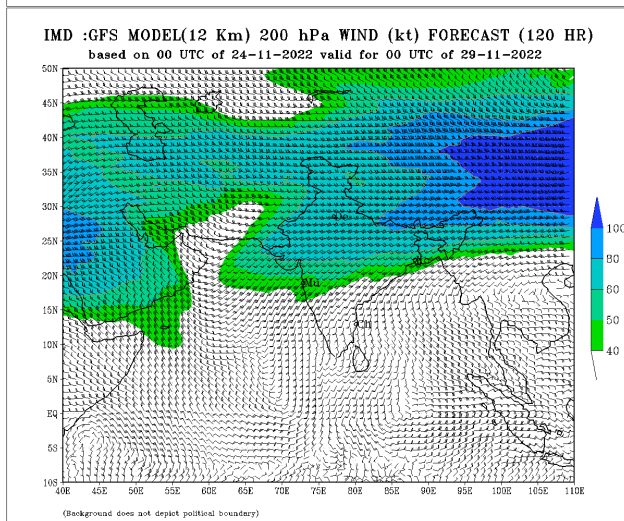 IMD :GFS MODEL(12 Km) 200 hPa WIND (kt) FORECAST (120 HR)
based on 00 UTC of 24-11-2022 valid for 00 UTC of 29-11-2022
50N
45N
40N
35N
30N
25N
20N
15N
10N
5N
EQ
5S
10S
40E 45E 50E 55E 60E 65E 70E 75E 80E 85E 90E 95E 100E 105E 110E
De
Mu
Ch
100
80
60
50
40
(Background does not depict political boundary)